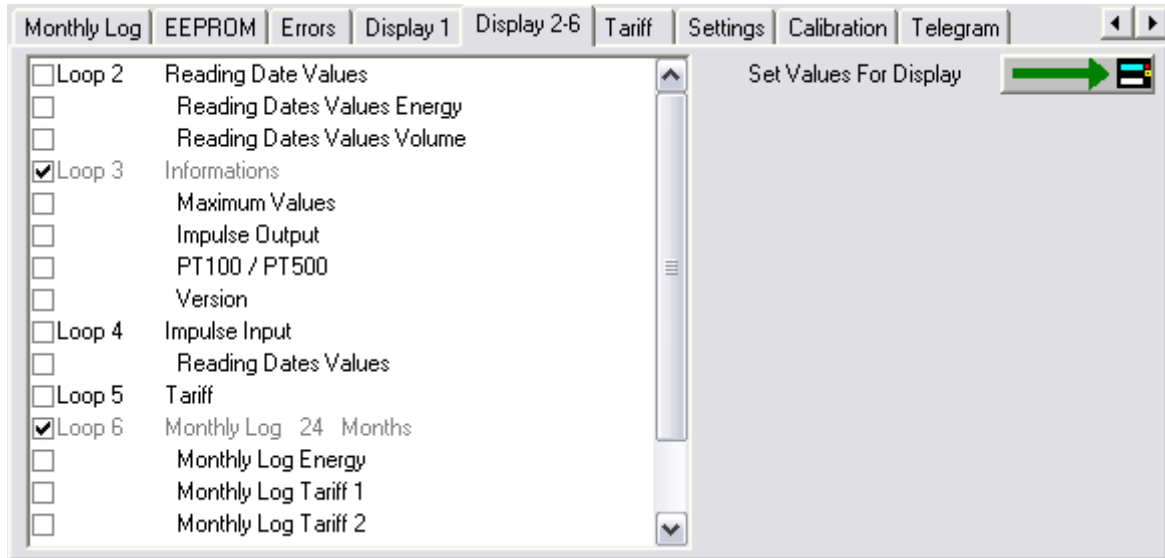 Monthly Log EEPROM Errors Display 1 Display 2-6 Tariff Settings Calibration Telegram
Loop 2 Reading Date Values
Set Values For Display
Reading Dates Values Energy
Reading Dates Values Volume
Loop 3 Informations
Maximum Values
Impulse Output
PT100 / PT500
Version
Loop 4 Impulse Input
Reading Dates Values
Loop 5 Tariff
Loop 6 Monthly Log 24 Months
Monthly Log Energy
Monthly Log Tariff 1
Monthly Log Tariff 2